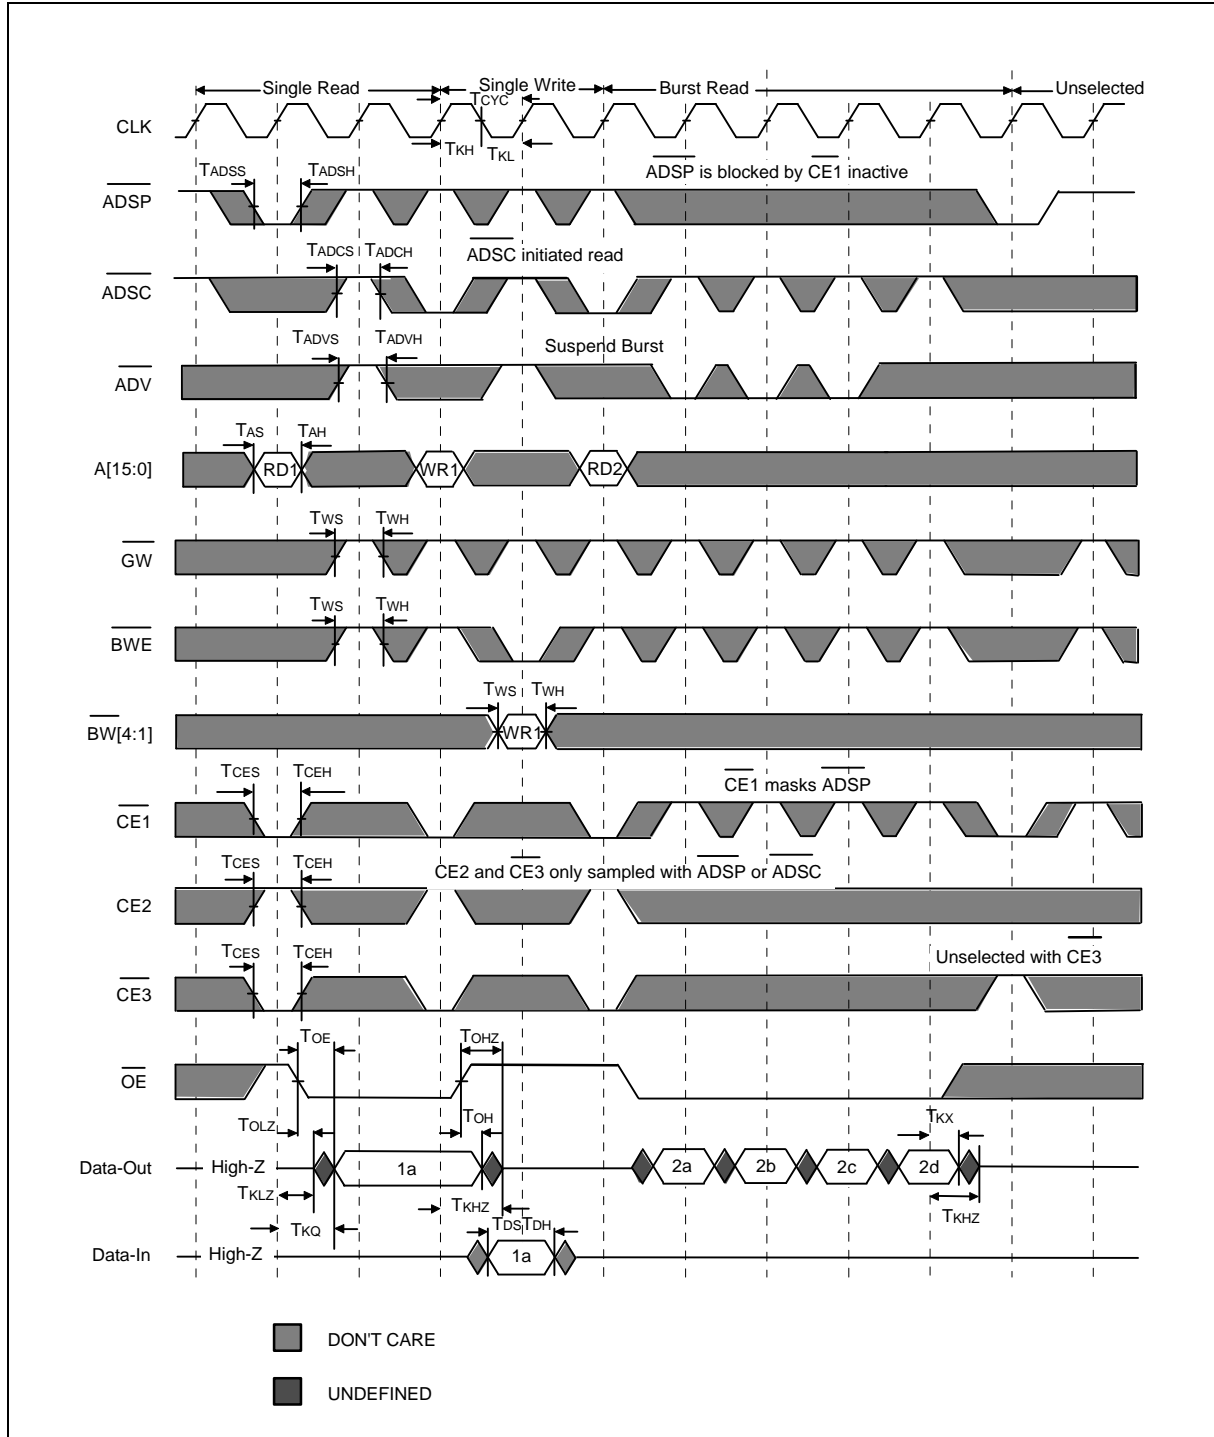 Single Read Single Write Burst Read Unselected
TCYC
CLK
TKH TKL
TADSS TADSH ADSP is blocked by CE1 inactive
ADSP
TADCS TADCH ADSC initiated read
ADSC
TADVS TADVH Suspend Burst
ADV
TAS TAH
A[15:0] RD1 WR1 RD2
TWS TWH
GW
TWS TWH
BWE
TWS TWH
BW[4:1] WR1
TCES TCEH CE1 masks ADSP
CE1
TCES TCEH CE2 and CE3 only sampled with ADSP or ADSC
CE2
TCES TCEH Unselected with CE3
CE3
TOE TOHZ
OE
TOLZ TOH TKX
Data-Out High-Z 1a 2a 2b 2c 2d
TKLZ TKHZ TKHZ
TKQ TDS TDH
Data-In High-Z 1a
DON'T CARE
UNDEFINED